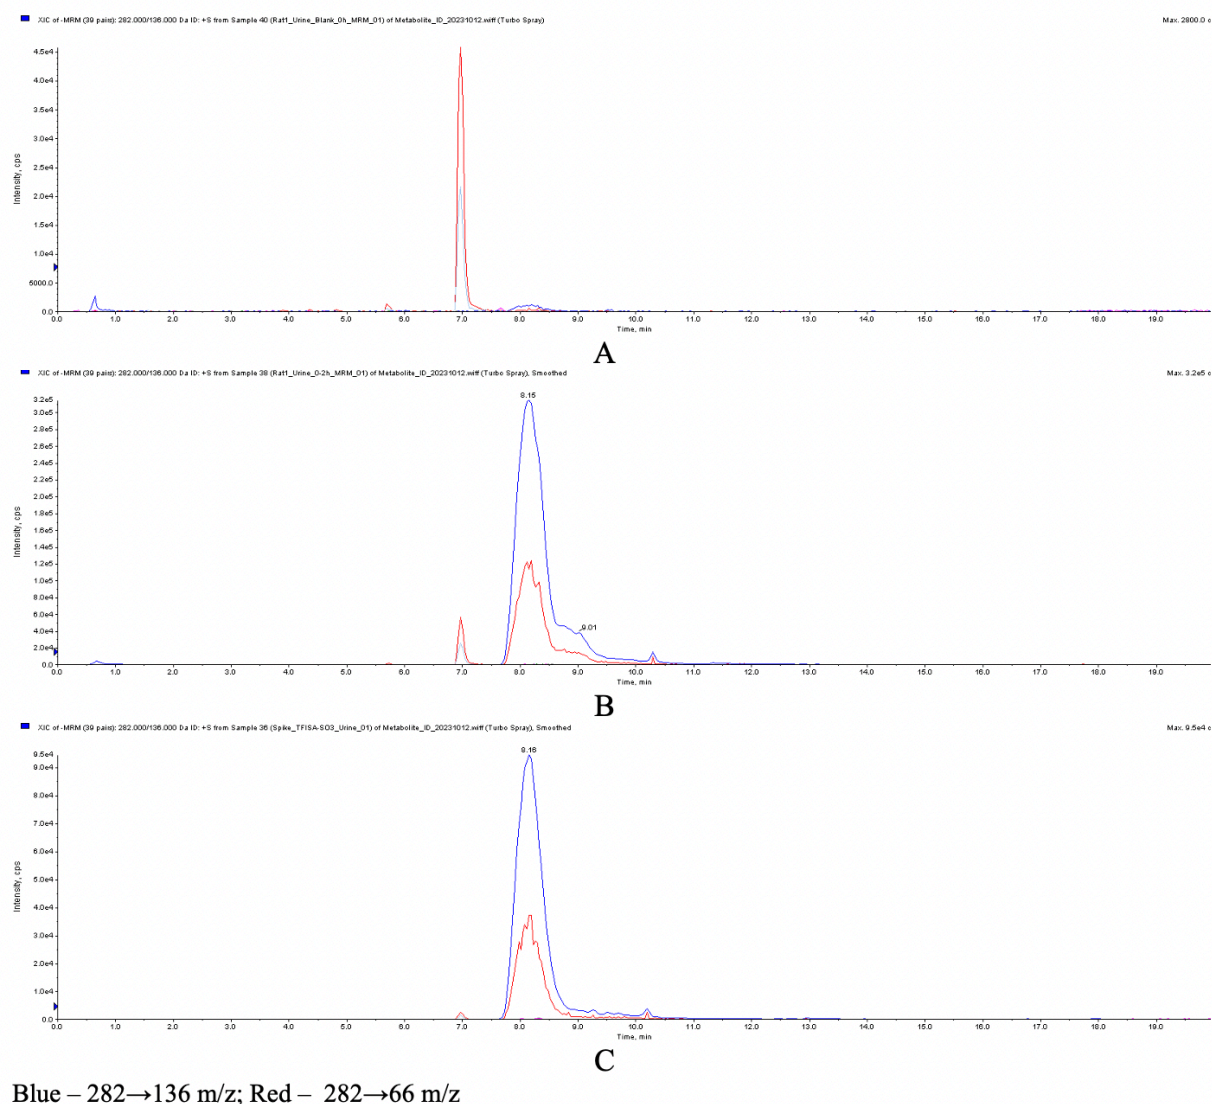 XIC of -MRM (39 pairs): 282.000/136.000 Da ID: +S from Sample 40 (Rat1_Urine_Blank_0h_MRM_01) of Metabolite_ID_20231012.wiff (Turbo Spray) Max. 2800.0 c
4.5e4
4.0e4
3.5e4
3.0e4
2.5e4
2.0e4
1.5e4
1.0e4
5000.0
0.0
Intensity, cps
0.0 1.0 2.0 3.0 4.0 5.0 6.0 7.0 8.0 9.0 10.0 11.0 12.0 13.0 14.0 15.0 16.0 17.0 18.0 19.0
Time, min
A
XIC of -MRM (39 pairs): 282.000/136.000 Da ID: +S from Sample 38 (Rat1_Urine_0-2h_MRM_01) of Metabolite_ID_20231012.wiff (Turbo Spray), Smoothed Max. 3.2e5 c
8.15
3.2e5
3.0e5
2.8e5
2.6e5
2.4e5
2.2e5
2.0e5
1.8e5
1.6e5
1.4e5
1.2e5
1.0e5
8.0e4
6.0e4
4.0e4
2.0e4
0.0
9.01
Intensity, cps
0.0 1.0 2.0 3.0 4.0 5.0 6.0 7.0 8.0 9.0 10.0 11.0 12.0 13.0 14.0 15.0 16.0 17.0 18.0 19.0
Time, min
B
XIC of -MRM (39 pairs): 282.000/136.000 Da ID: +S from Sample 36 (Spike_TFISA-SO3_Urine_01) of Metabolite_ID_20231012.wiff (Turbo Spray), Smoothed Max. 9.5e4 c
8.16
9.5e4
9.0e4
8.0e4
7.0e4
6.0e4
5.0e4
4.0e4
3.0e4
2.0e4
1.0e4
0.0
Intensity, cps
0.0 1.0 2.0 3.0 4.0 5.0 6.0 7.0 8.0 9.0 10.0 11.0 12.0 13.0 14.0 15.0 16.0 17.0 18.0 19.0
Time, min
C
Blue – 282→136 m/z; Red – 282→66 m/z